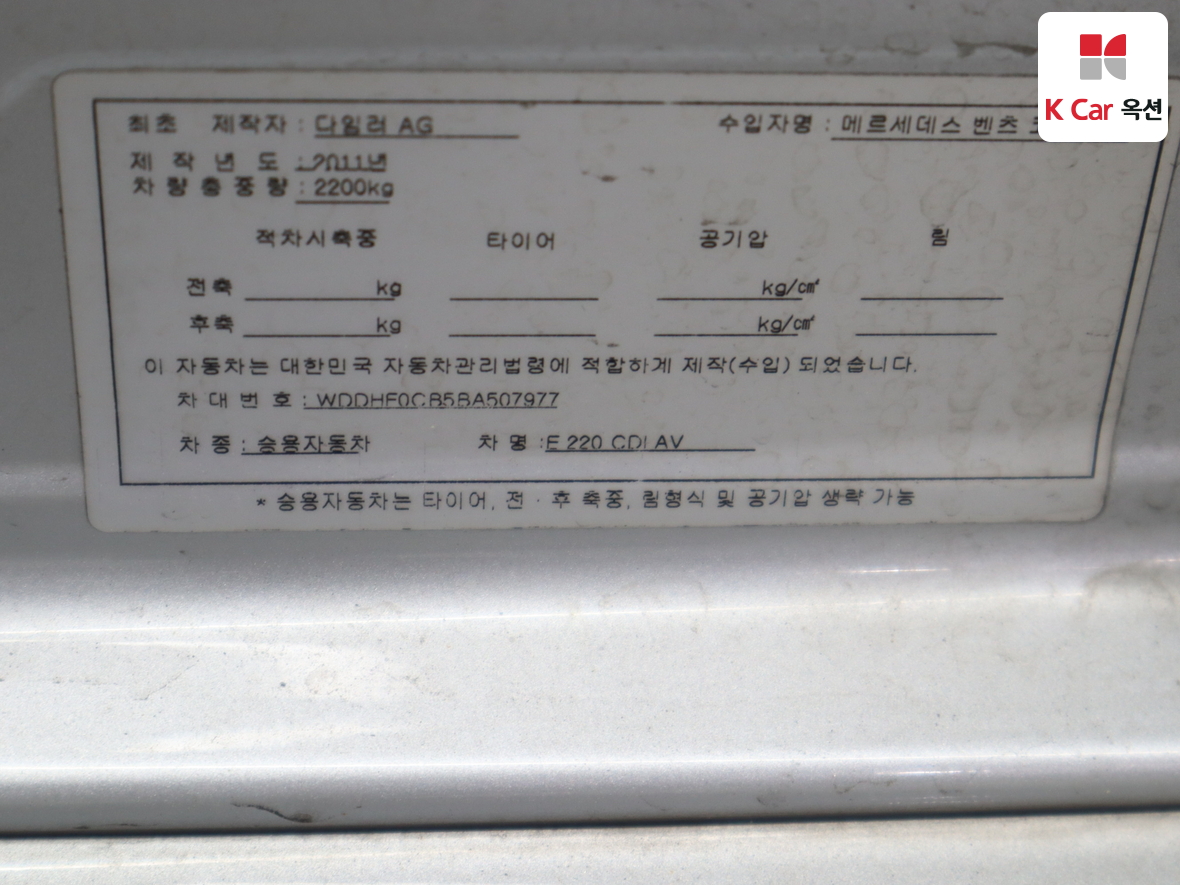 K Car 옥션
최초 제작자 : 다임러 AG 수입자명 : 메르세데스 벤츠
제 작 년 도 : 2011년
차 량 총 중 량 : 2200kg
적차시축중 타이어 공기압 림
전축 kg kg/㎠
후축 kg kg/㎠
이 자동차는 대한민국 자동차관리법령에 적합하게 제작(수입) 되었습니다.
차 대 번 호 : WDDHF0CB5BA507977
차 종 : 승용자동차 차 명 :E 220 CDI AV
* 승용자동차는 타이어, 전 · 후 축중, 림형식 및 공기압 생략 가능